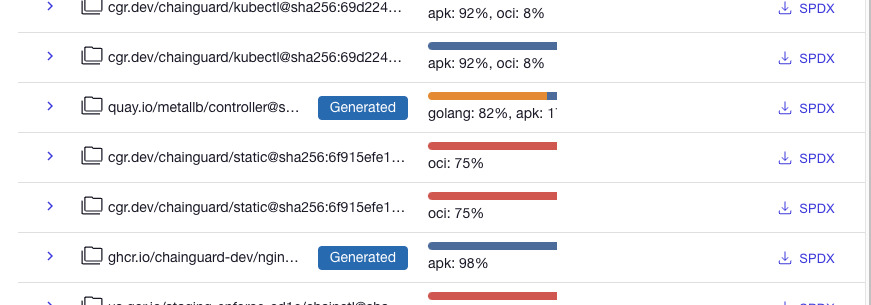 cgr.dev/chainguard/kubectl@sha256:69d224...
apk: 92%, oci: 8%
SPDX
cgr.dev/chainguard/kubectl@sha256:69d224...
apk: 92%, oci: 8%
SPDX
quay.io/metallb/controller@s...
Generated
golang: 82%, apk: 1
SPDX
cgr.dev/chainguard/static@sha256:6f915efe1...
oci: 75%
SPDX
cgr.dev/chainguard/static@sha256:6f915efe1...
oci: 75%
SPDX
ghcr.io/chainguard-dev/ngin...
Generated
apk: 98%
SPDX